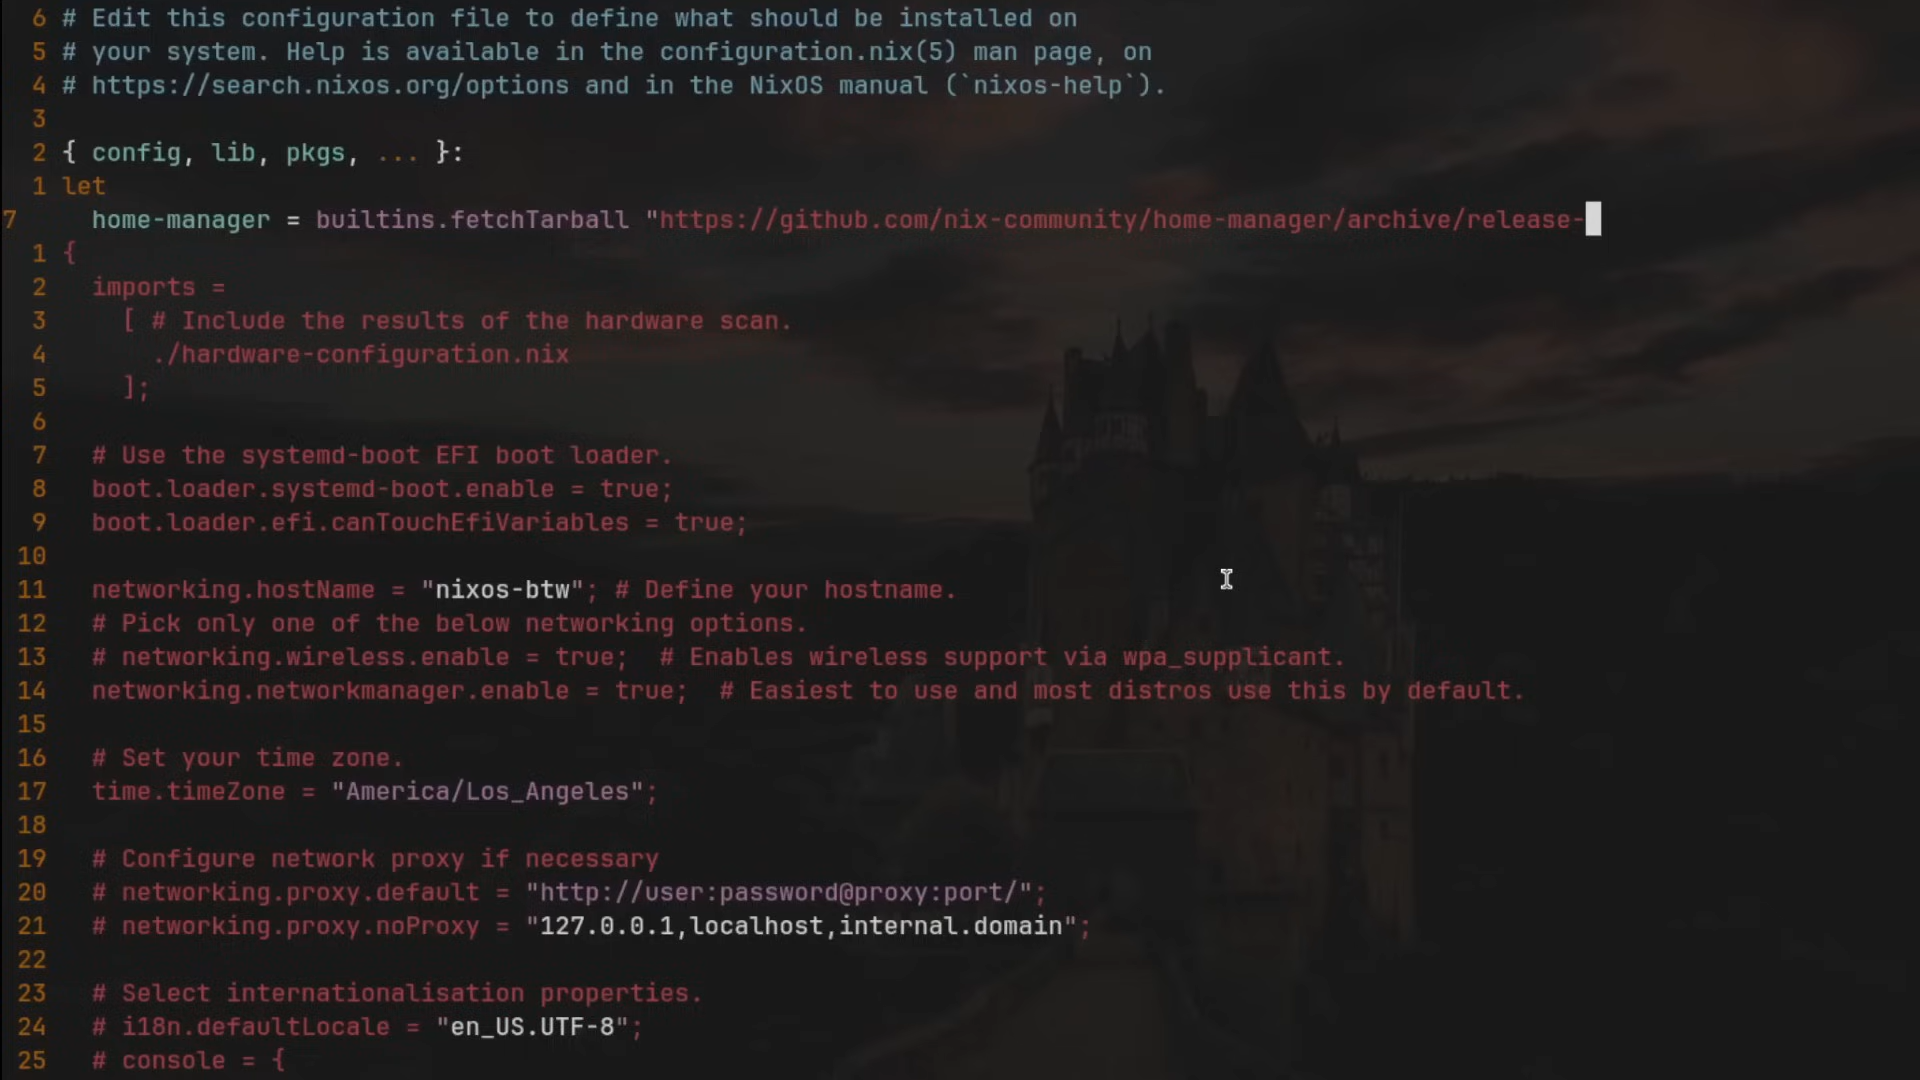 6 # Edit this configuration file to define what should be installed on
5 # your system. Help is available in the configuration.nix(5) man page, on
4 # https://search.nixos.org/options and in the NixOS manual (`nixos-help`).
3
2 { config, lib, pkgs, ... }:
1 let
7 home-manager = builtins.fetchTarball "https://github.com/nix-community/home-manager/archive/release-
1 {
2 imports =
3 [ # Include the results of the hardware scan.
4 ./hardware-configuration.nix
5 ];
6
7 # Use the systemd-boot EFI boot loader.
8 boot.loader.systemd-boot.enable = true;
9 boot.loader.efi.canTouchEfiVariables = true;
10
11 networking.hostName = "nixos-btw"; # Define your hostname.
12 # Pick only one of the below networking options.
13 # networking.wireless.enable = true;  # Enables wireless support via wpa_supplicant.
14 networking.networkmanager.enable = true;  # Easiest to use and most distros use this by default.
15
16 # Set your time zone.
17 time.timeZone = "America/Los_Angeles";
18
19 # Configure network proxy if necessary
20 # networking.proxy.default = "http://user:password@proxy:port/";
21 # networking.proxy.noProxy = "127.0.0.1,localhost,internal.domain";
22
23 # Select internationalisation properties.
24 # i18n.defaultLocale = "en_US.UTF-8";
25 # console = {